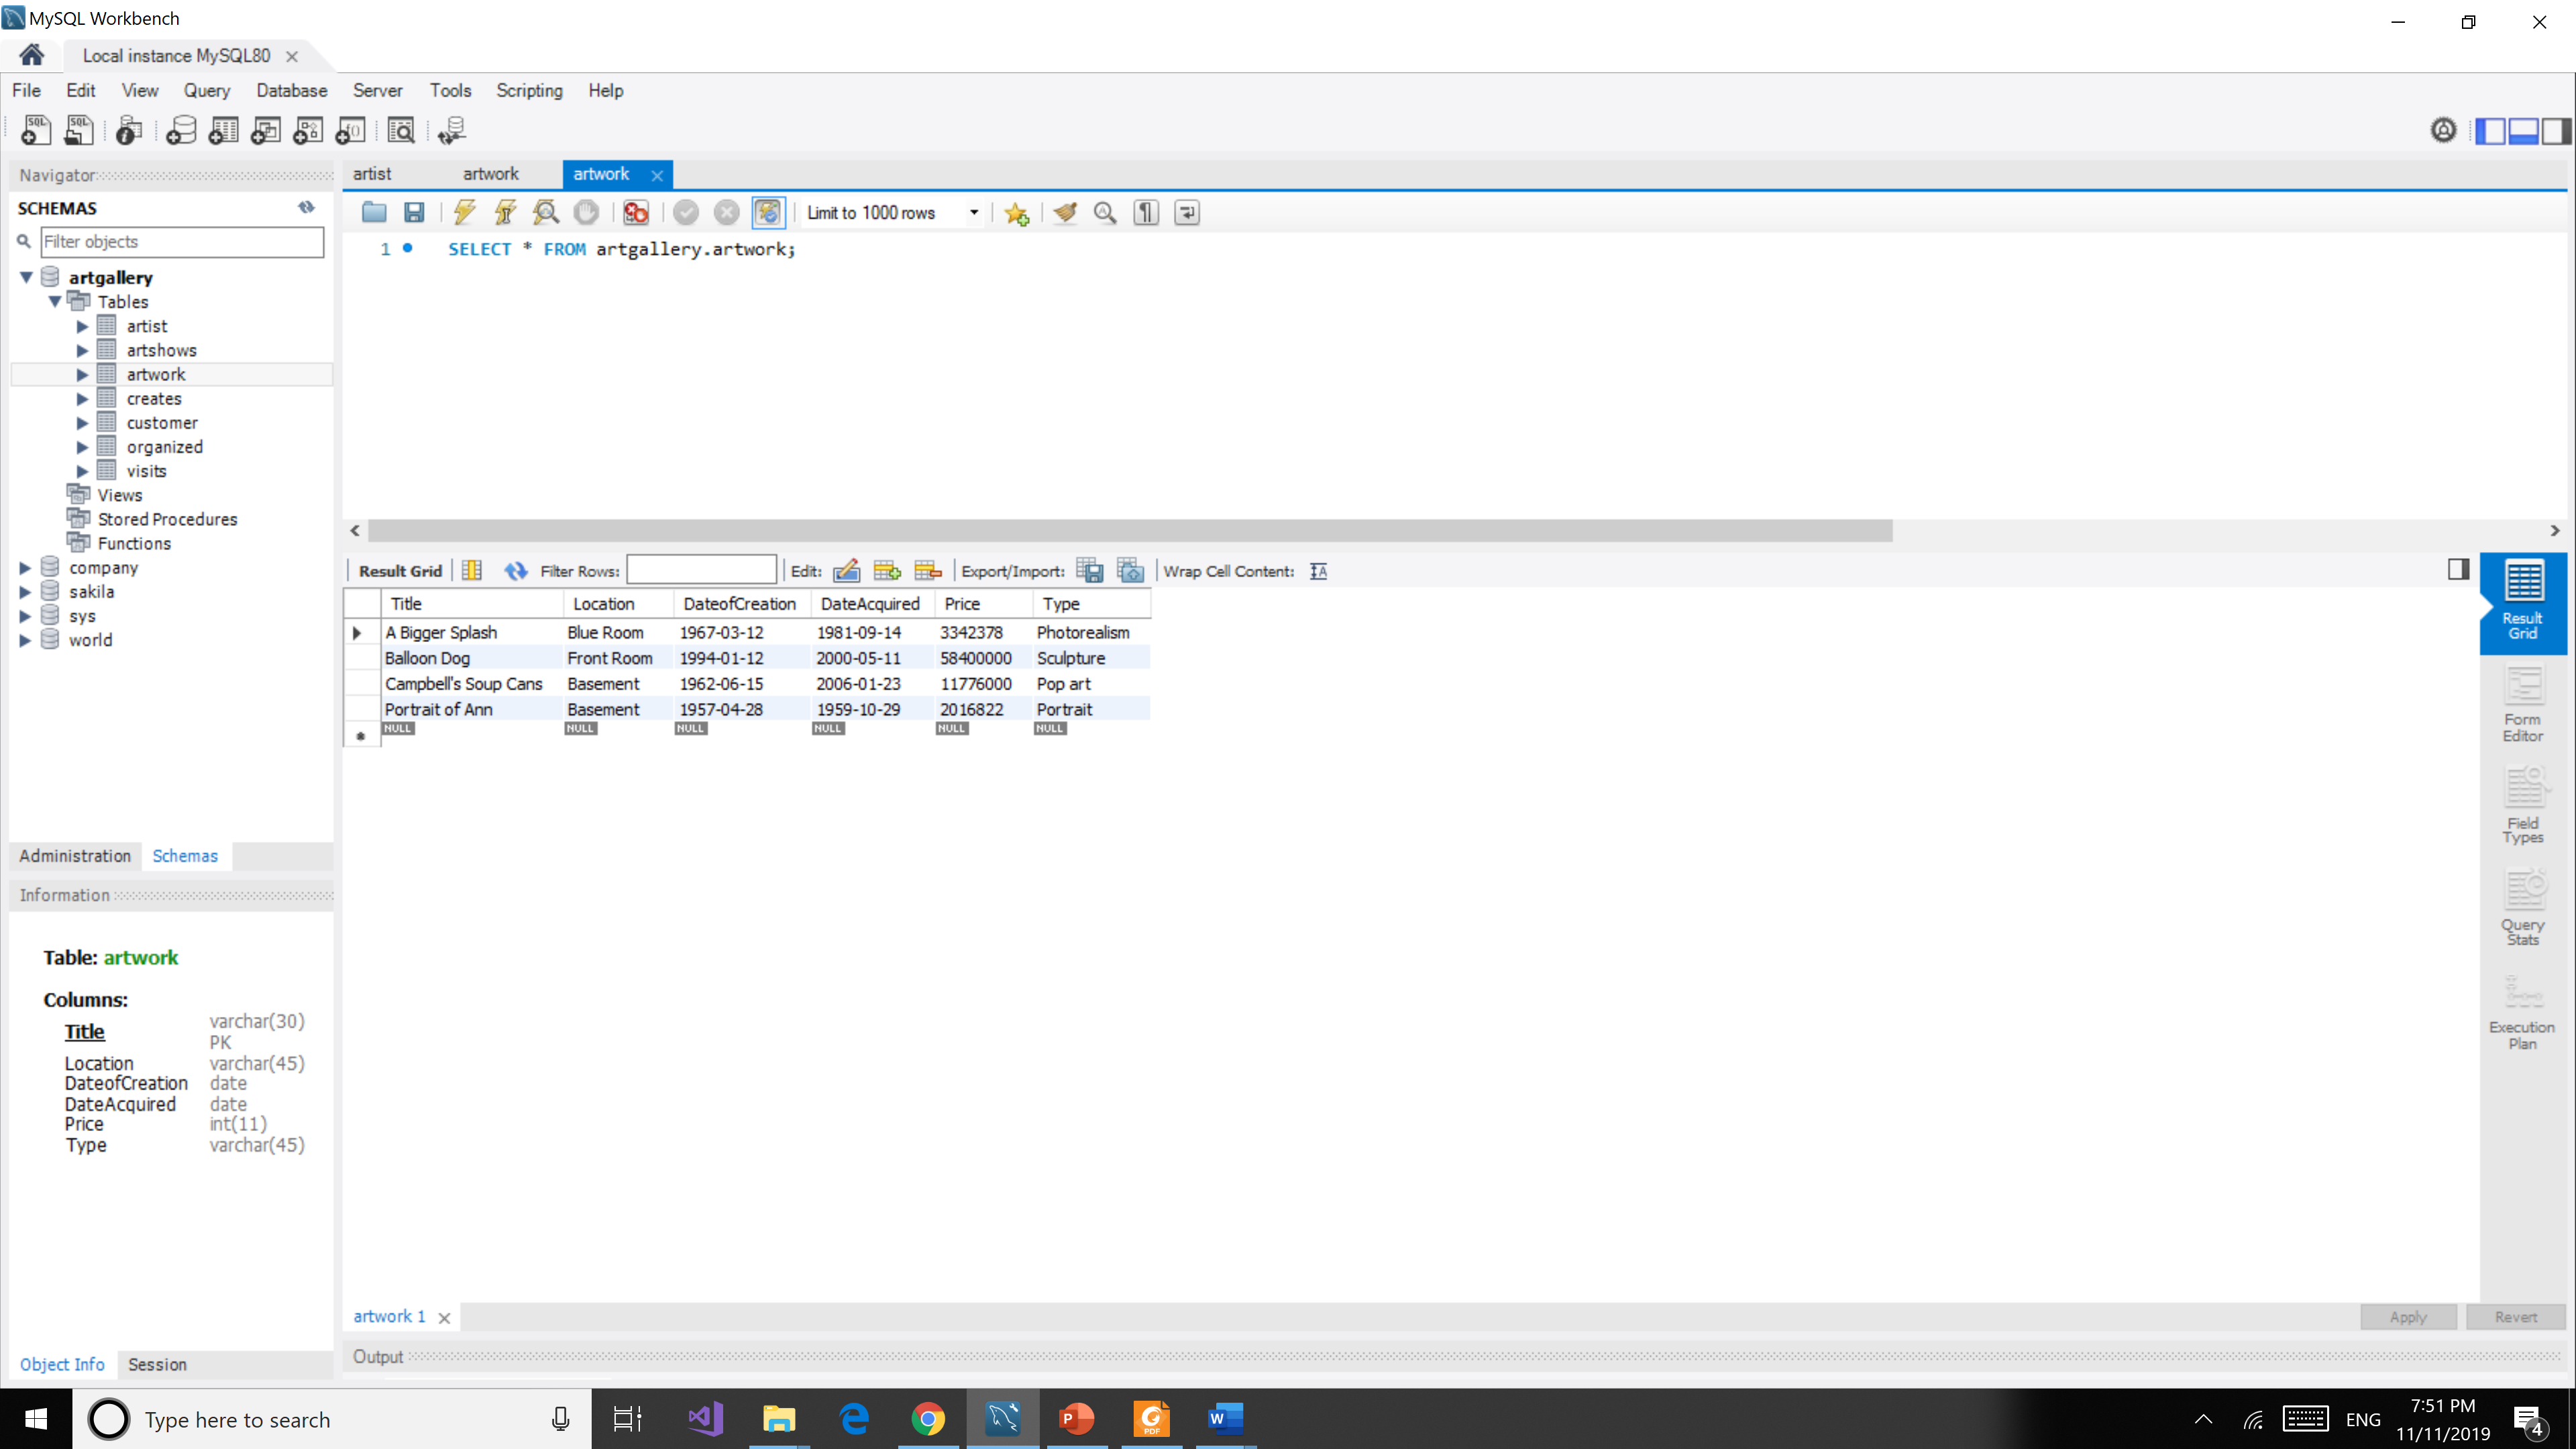 MySQL Workbench
Local instance MySQL80
File Edit View Query Database Server Tools Scripting Help
Navigator
SCHEMAS
Filter objects
artgallery
Tables
artist
artshows
artwork
creates
customer
organized
visits
Views
Stored Procedures
Functions
company
sakila
sys
world
Administration Schemas
Information
Table: artwork
Columns:
Title varchar(30) PK
Location varchar(45)
DateofCreation date
DateAcquired date
Price int(11)
Type varchar(45)
Object Info Session
artist artwork artwork
Limit to 1000 rows
1 SELECT * FROM artgallery.artwork;
Result Grid Filter Rows: Edit: Export/Import: Wrap Cell Content:
Title Location DateofCreation DateAcquired Price Type
A Bigger Splash Blue Room 1967-03-12 1981-09-14 3342378 Photorealism
Balloon Dog Front Room 1994-01-12 2000-05-11 58400000 Sculpture
Campbell's Soup Cans Basement 1962-06-15 2006-01-23 11776000 Pop art
Portrait of Ann Basement 1957-04-28 1959-10-29 2016822 Portrait
NULL NULL NULL NULL NULL NULL
Result Grid
Form Editor
Field Types
Query Stats
Execution Plan
artwork 1
Apply Revert
Output
Type here to search
ENG
7:51 PM
11/11/2019
4